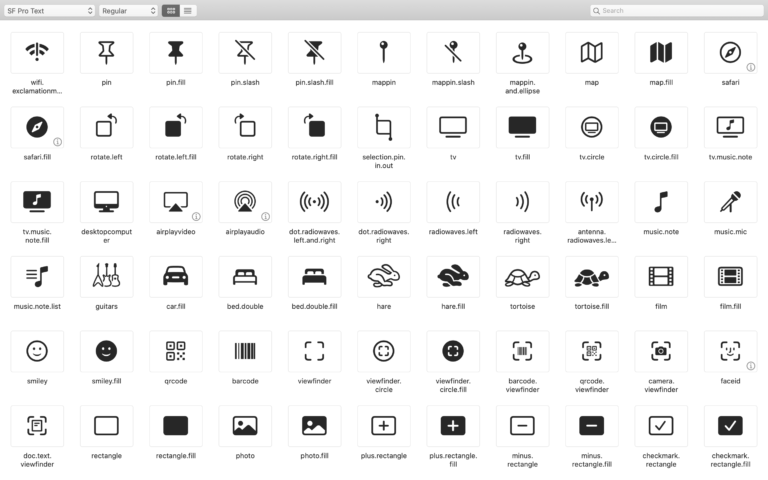 SF Pro Text
Regular
Search
wifi.
exclamationm...
pin
pin.fill
pin.slash
pin.slash.fill
mappin
mappin.slash
mappin.
and.ellipse
map
map.fill
safari
safari.fill
rotate.left
rotate.left.fill
rotate.right
rotate.right.fill
selection.pin.
in.out
tv
tv.fill
tv.circle
tv.circle.fill
tv.music.note
tv.music.
note.fill
desktopcomput
er
airplayvideo
airplayaudio
dot.radiowaves.
left.and.right
dot.radiowaves.
right
radiowaves.left
radiowaves.
right
antenna.
radiowaves.le...
music.note
music.mic
music.note.list
guitars
car.fill
bed.double
bed.double.fill
hare
hare.fill
tortoise
tortoise.fill
film
film.fill
smiley
smiley.fill
qrcode
barcode
viewfinder
viewfinder.
circle
viewfinder.
circle.fill
barcode.
viewfinder
qrcode.
viewfinder
camera.
viewfinder
faceid
doc.text.
viewfinder
rectangle
rectangle.fill
photo
photo.fill
plus.rectangle
plus.rectangle.
fill
minus.
rectangle
minus.
rectangle.fill
checkmark.
rectangle
checkmark.
rectangle.fill